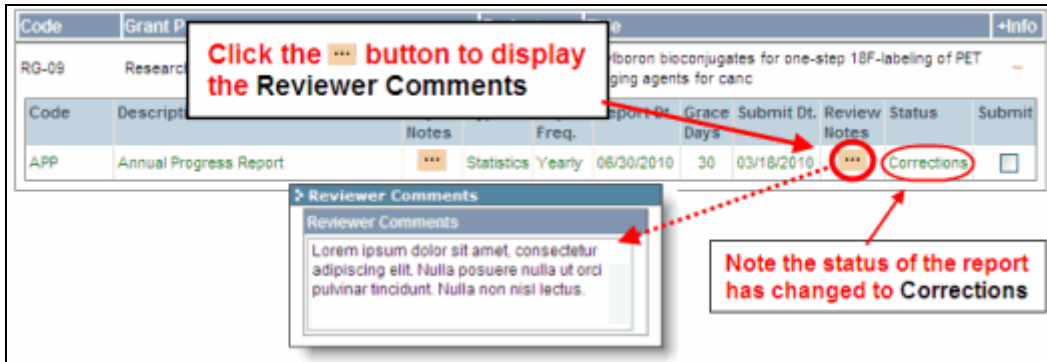 Code Grant P +Info
Click the ... button to display
the Reviewer Comments
RG-09 Research lboron bioconjugates for one-step 18F-labeling of PET
ging agents for canc
Code Descript Notes Freq. Report Dt. Grace Days Submit Dt. Review Notes Status Submit
APP Annual Progress Report ... Statistics Yearly 06/30/2010 30 03/18/2010 ... Corrections
Reviewer Comments
Reviewer Comments
Lorem ipsum dolor sit amet, consectetur
adipiscing elit. Nulla posuere nulla ut orci
pulvinar tincidunt. Nulla non nisl lectus.
Note the status of the report
has changed to Corrections